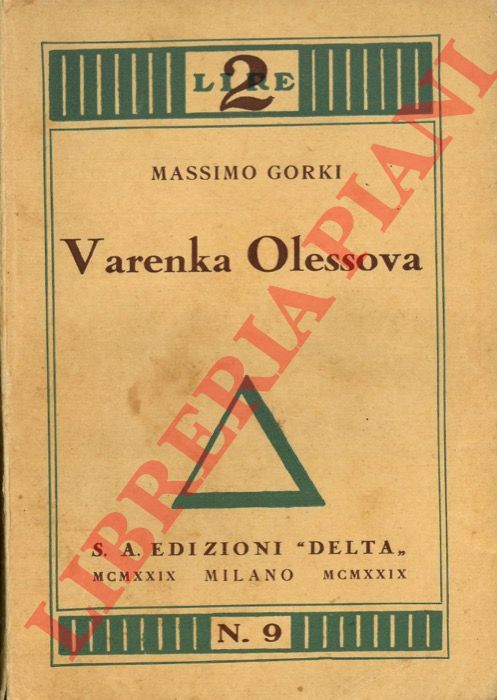 LIRE
2
MASSIMO GORKI
Varenka Olessova
S. A. EDIZIONI "DELTA„
MCMXXIX MILANO MCMXXIX
N. 9
LIBRERIA PIANI